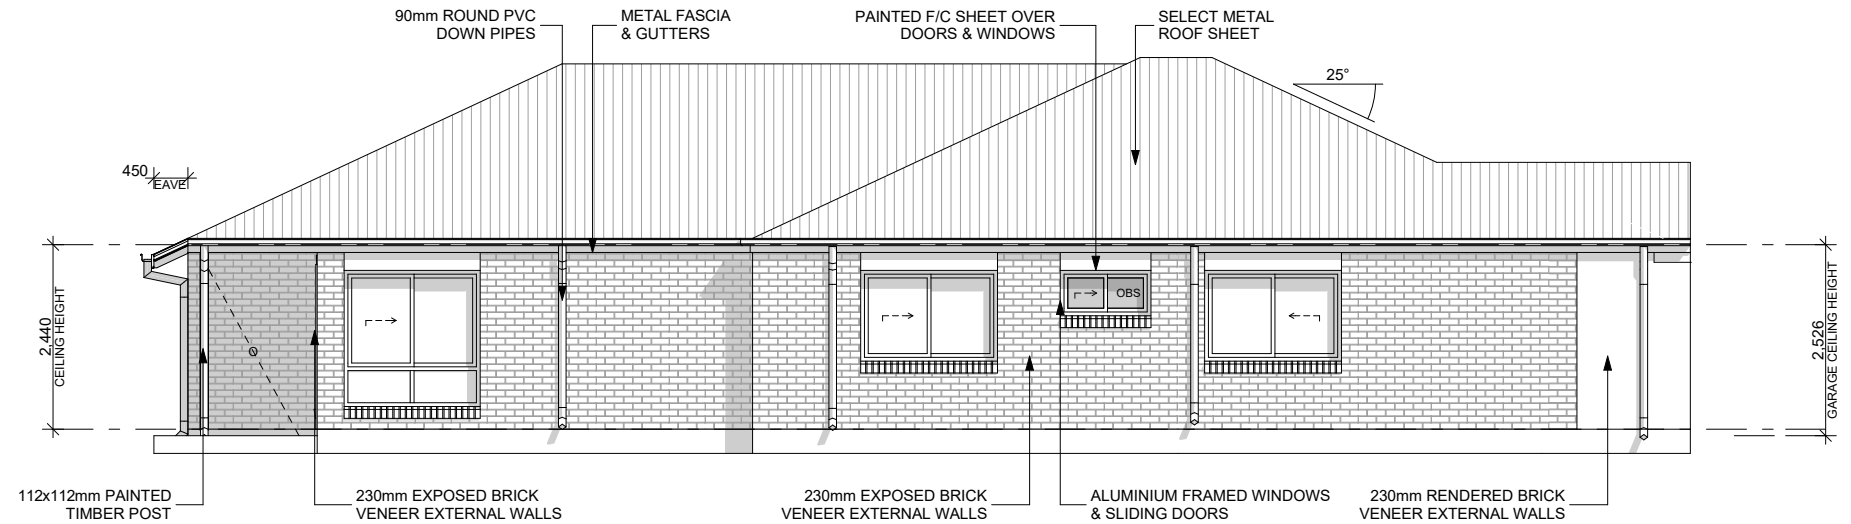 90mm ROUND PVC
DOWN PIPES
METAL FASCIA
& GUTTERS
PAINTED F/C SHEET OVER
DOORS & WINDOWS
SELECT METAL
ROOF SHEET
25°
450
EAVE
2,440
CEILING HEIGHT
OBS
2,526
GARAGE CEILING HEIGHT
112x112mm PAINTED
TIMBER POST
230mm EXPOSED BRICK
VENEER EXTERNAL WALLS
230mm EXPOSED BRICK
VENEER EXTERNAL WALLS
ALUMINIUM FRAMED WINDOWS
& SLIDING DOORS
230mm RENDERED BRICK
VENEER EXTERNAL WALLS